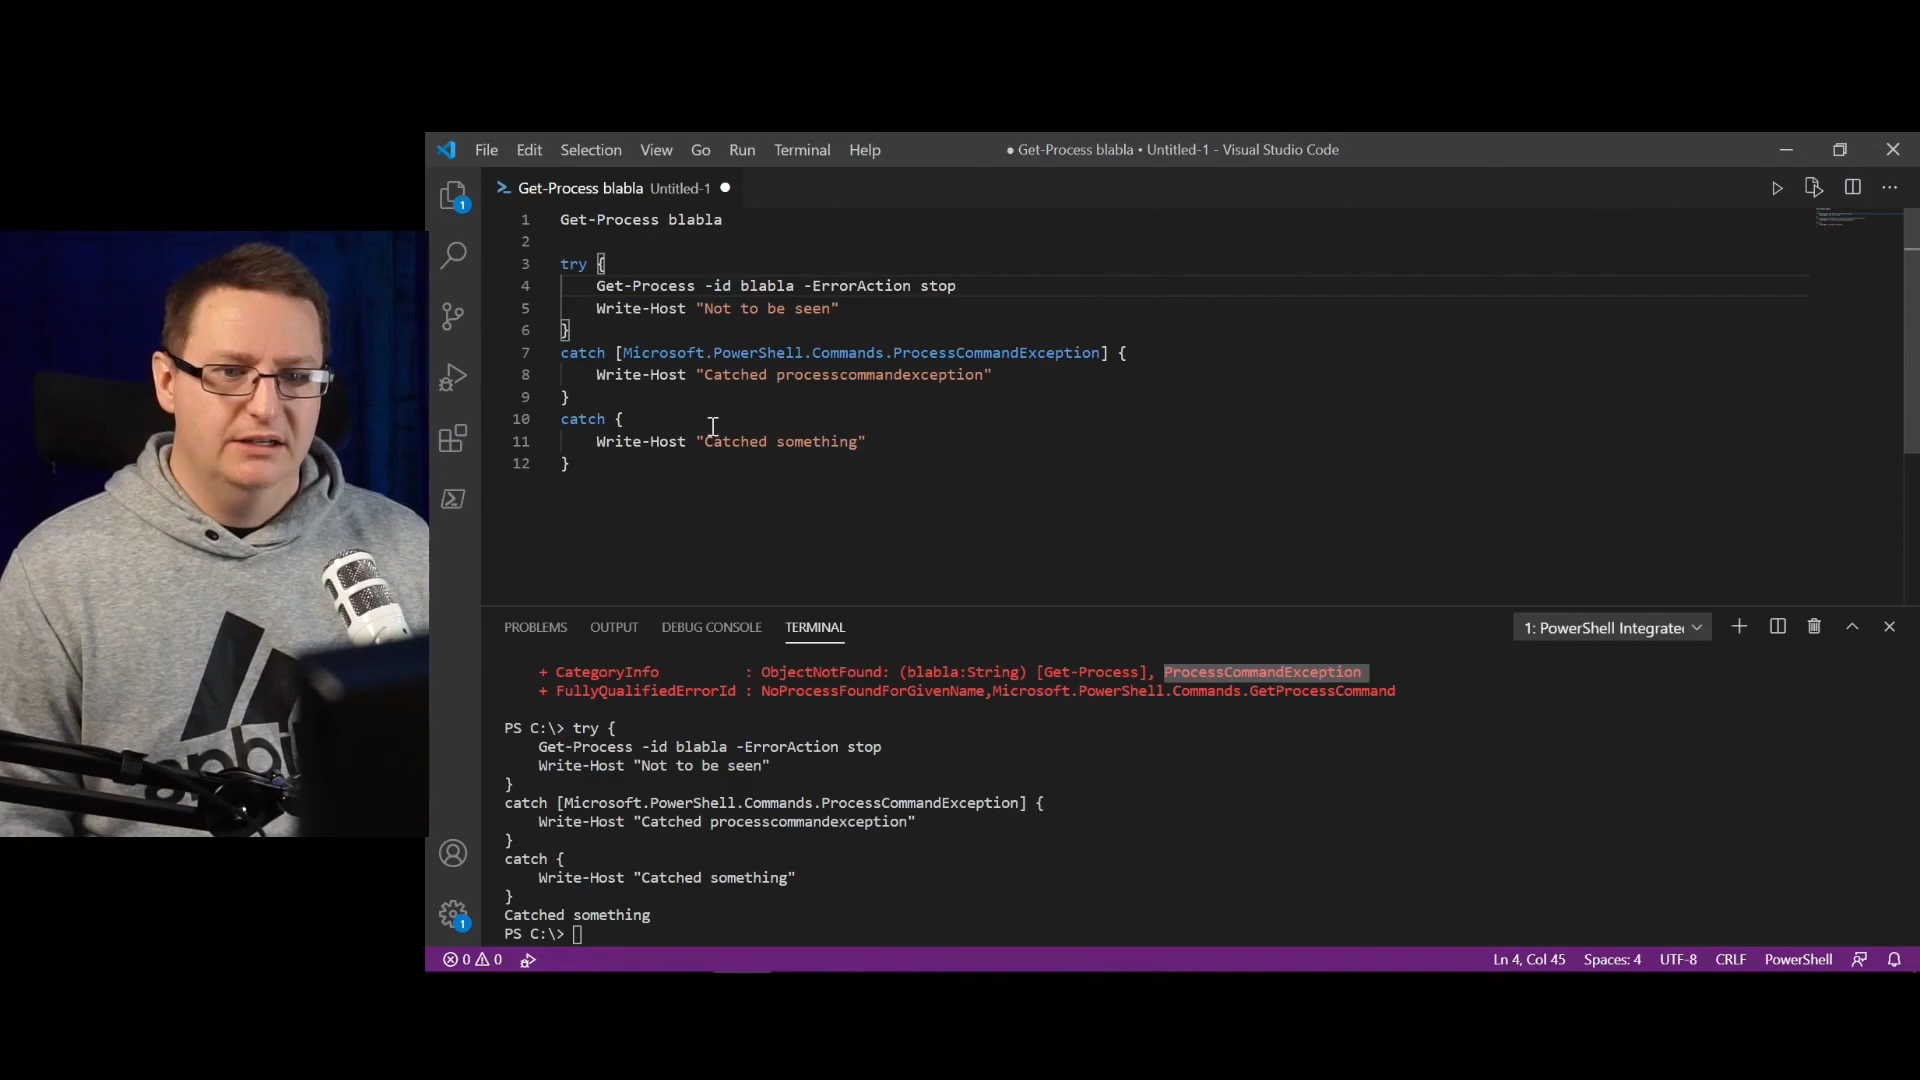 File Edit Selection View Go Run Terminal Help ● Get-Process blabla • Untitled-1 - Visual Studio Code
Get-Process blabla Untitled-1
1 Get-Process blabla
2
3 try {
4 Get-Process -id blabla -ErrorAction stop
5 Write-Host "Not to be seen"
6 }
7 catch [Microsoft.PowerShell.Commands.ProcessCommandException] {
8 Write-Host "Catched processcommandexception"
9 }
10 catch {
11 Write-Host "Catched something"
12 }
1
PROBLEMS OUTPUT DEBUG CONSOLE TERMINAL 1: PowerShell Integrate
+ CategoryInfo : ObjectNotFound: (blabla:String) [Get-Process], ProcessCommandException
+ FullyQualifiedErrorId : NoProcessFoundForGivenName,Microsoft.PowerShell.Commands.GetProcessCommand
PS C:\> try {
Get-Process -id blabla -ErrorAction stop
Write-Host "Not to be seen"
}
catch [Microsoft.PowerShell.Commands.ProcessCommandException] {
Write-Host "Catched processcommandexception"
}
catch {
Write-Host "Catched something"
}
Catched something
PS C:\>
1
0 0 Ln 4, Col 45 Spaces: 4 UTF-8 CRLF PowerShell